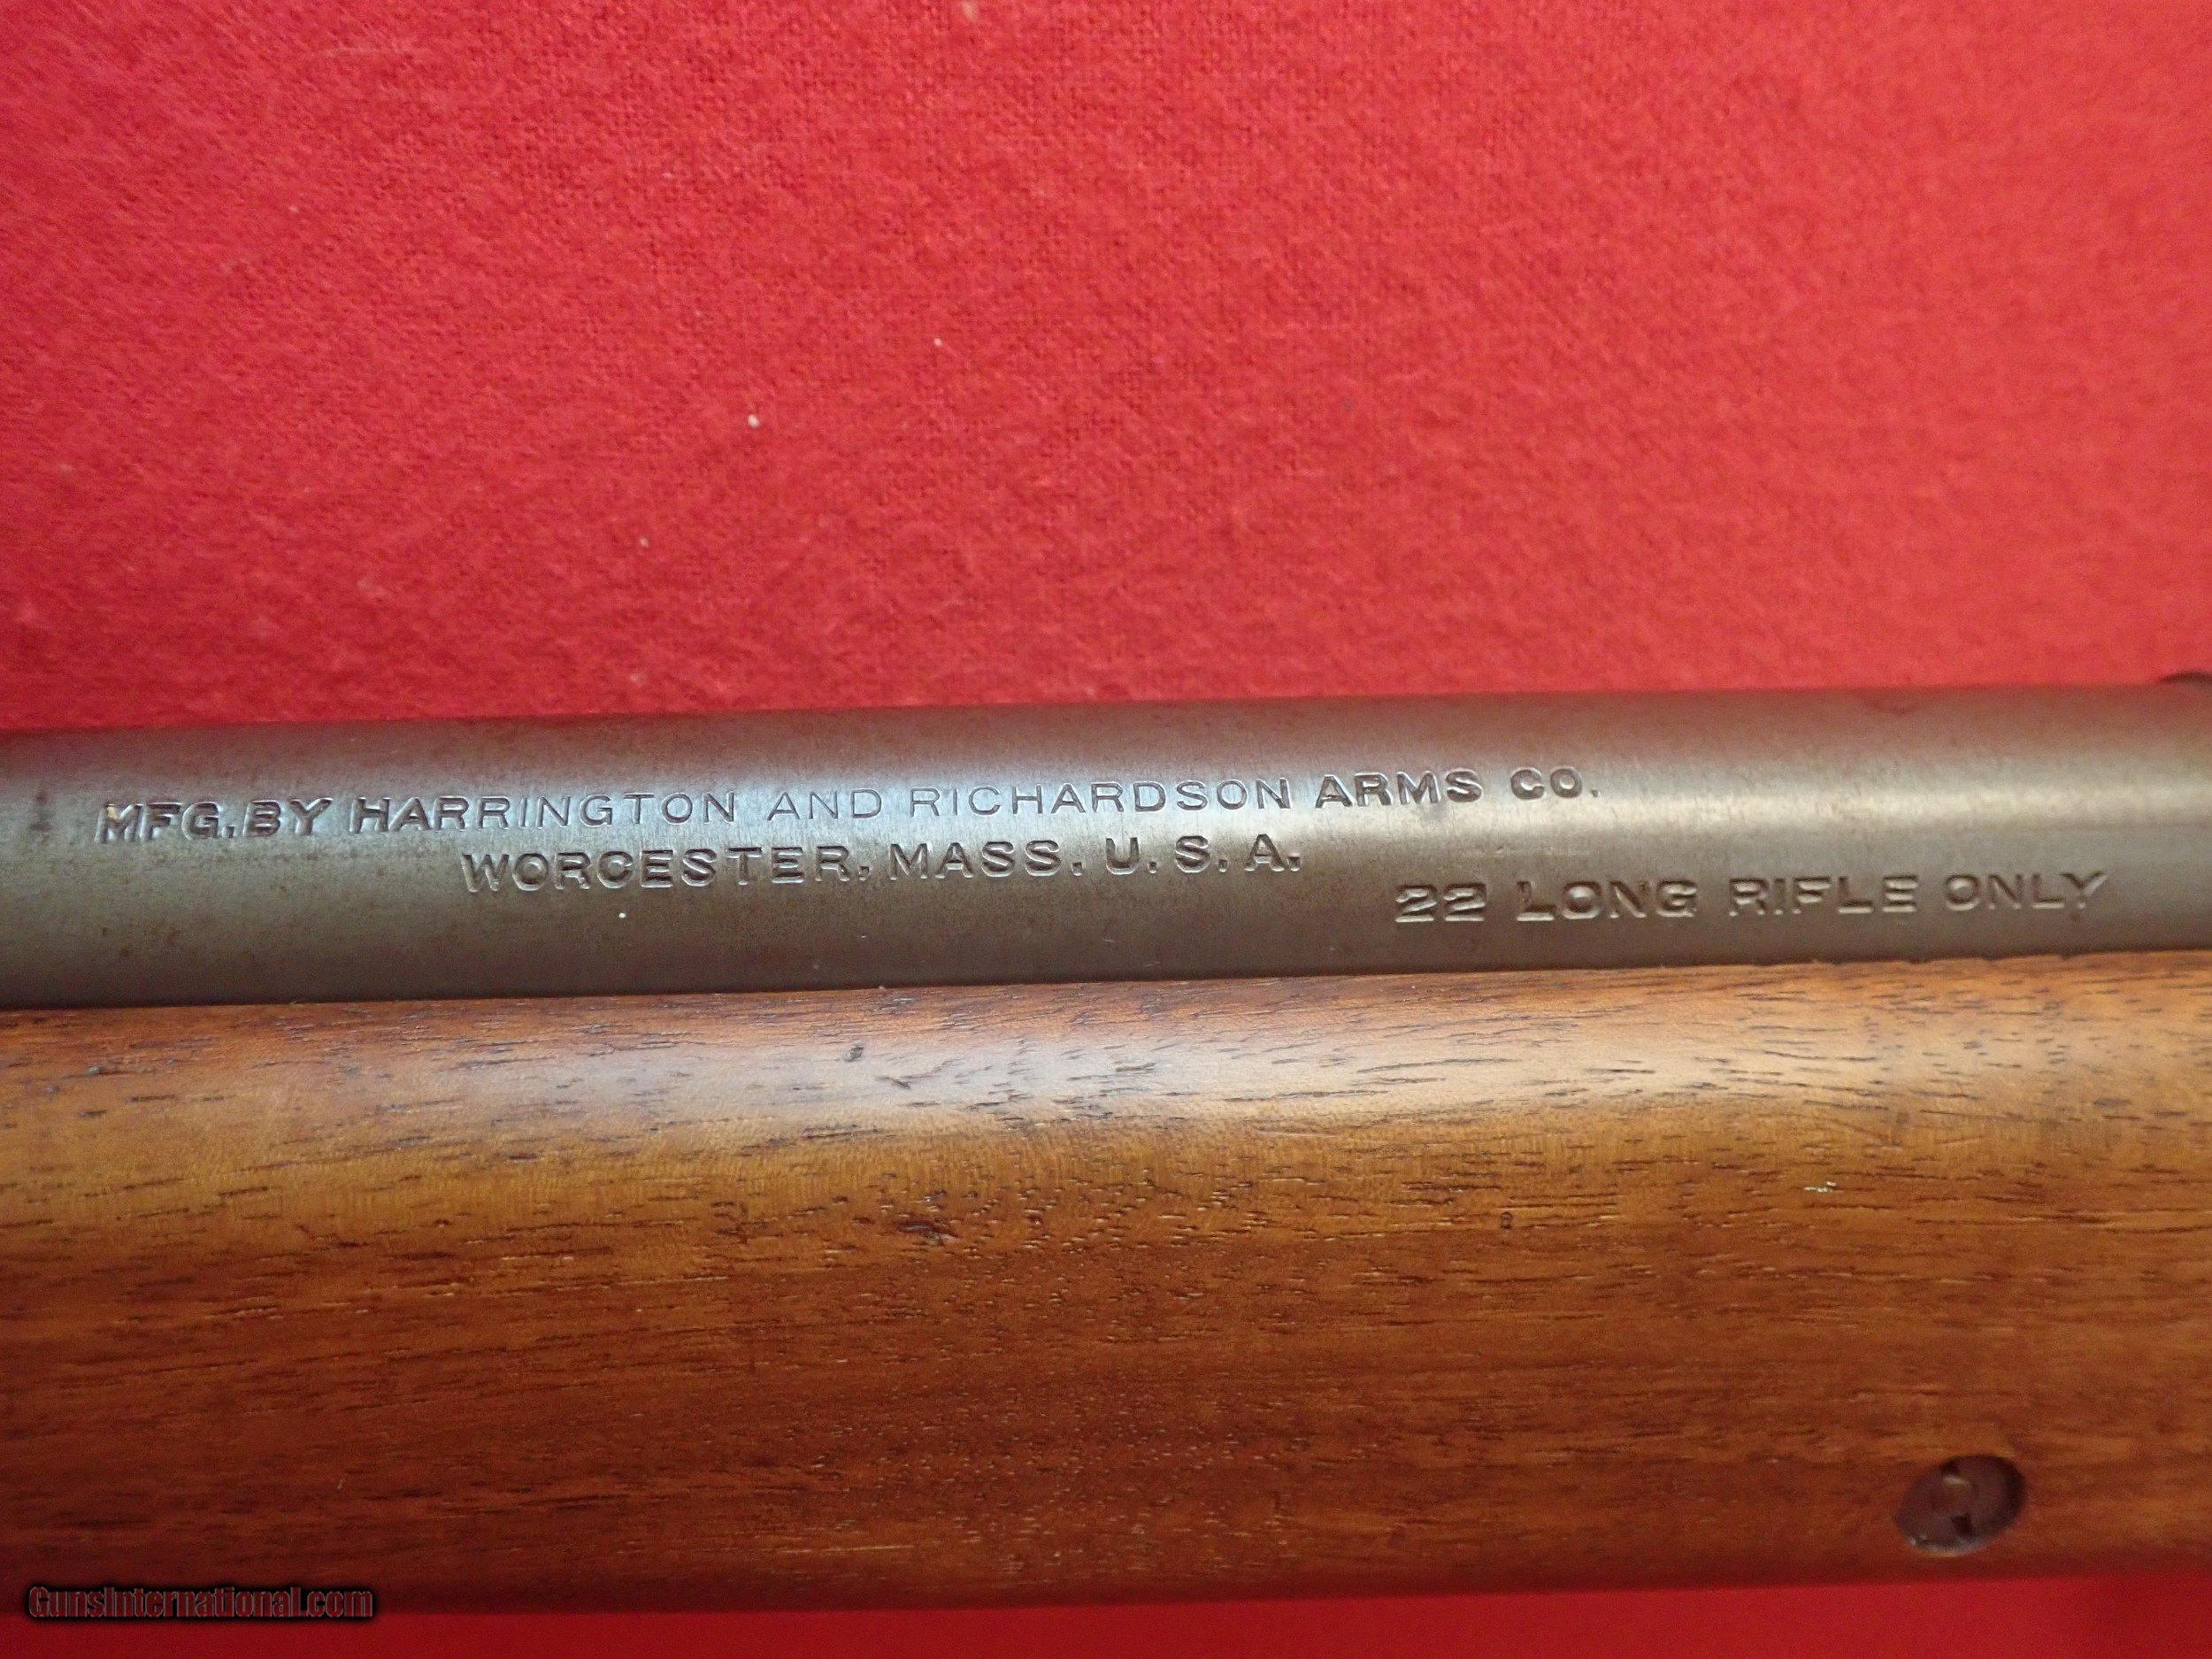 MFG. BY HARRINGTON AND RICHARDSON ARMS CO.
WORCESTER, MASS. U. S. A.
22 LONG RIFLE ONLY
GunsInternational.com